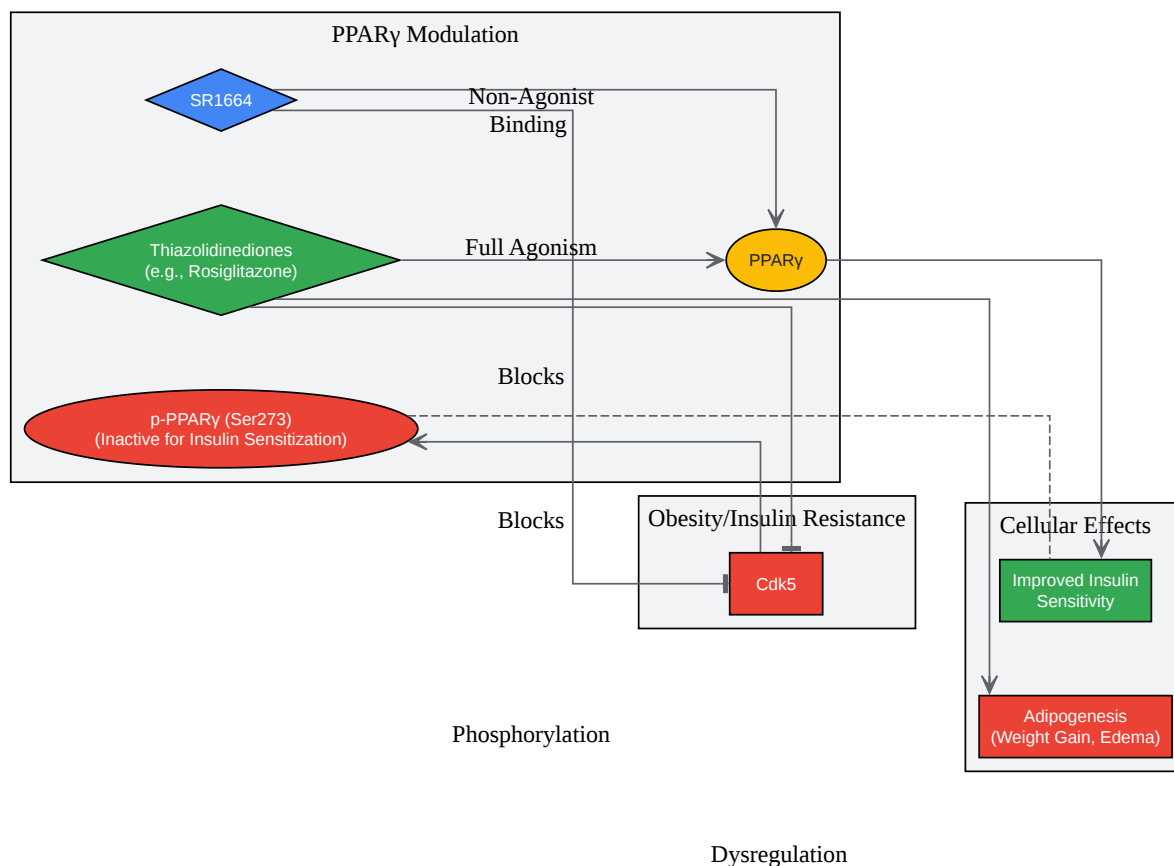 PPARγ Modulation
SR1664
Non-Agonist
Binding
Thiazolidinediones
(e.g., Rosiglitazone)
Full Agonism
PPARγ
Blocks
p-PPARγ (Ser273)
(Inactive for Insulin Sensitization)
Blocks
Obesity/Insulin Resistance
Cdk5
Cellular Effects
Improved Insulin
Sensitivity
Adipogenesis
(Weight Gain, Edema)
Phosphorylation
Dysregulation